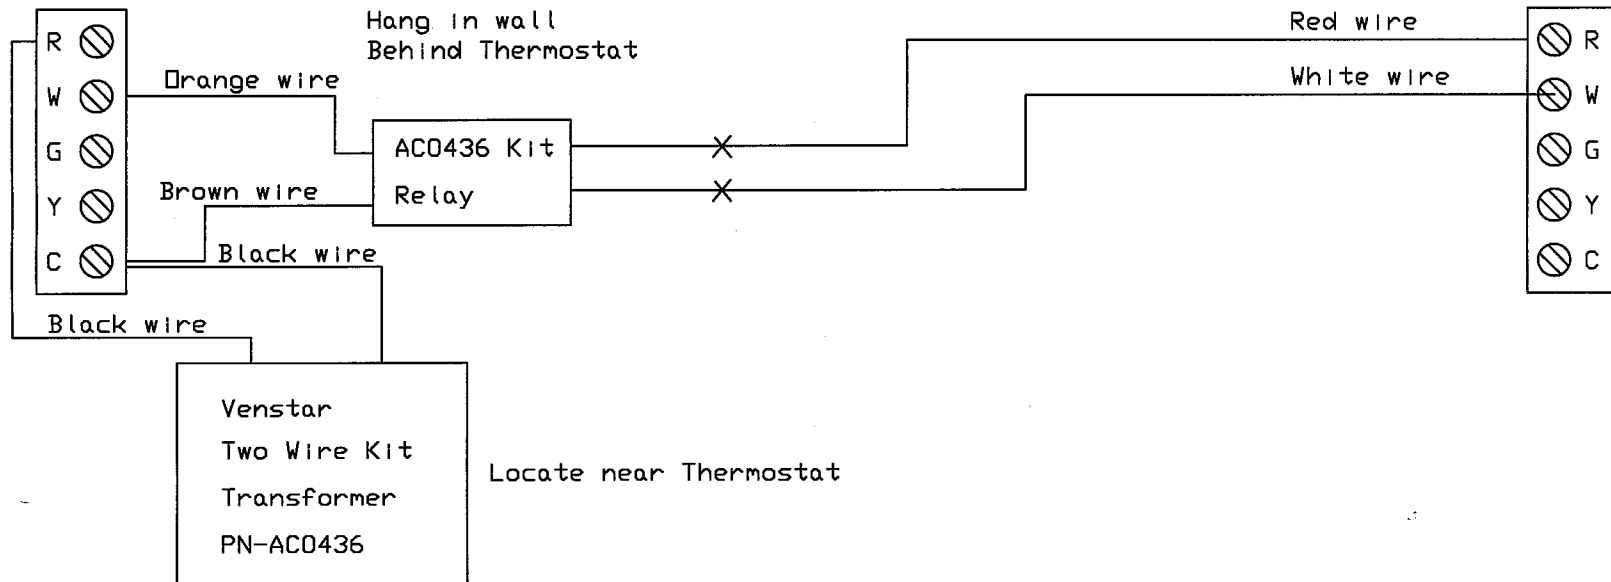 Hang in wall
Behind Thermostat
Red wire
R
R
Orange wire
White wire
W
W
AC0436 Kit
G
G
Brown wire
Relay
Y
Y
Black wire
C
C
Black wire
Venstar
Two Wire Kit
Locate near Thermostat
Transformer
PN-AC0436